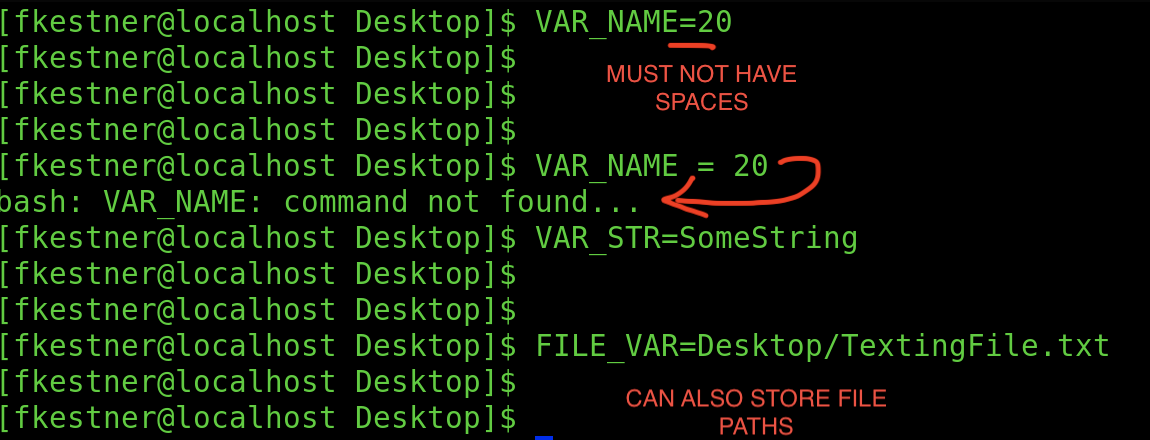 [fkestner@localhost Desktop]$ VAR_NAME=20
[fkestner@localhost Desktop]$
MUST NOT HAVE
[fkestner@localhost Desktop]$
SPACES
[fkestner@localhost Desktop]$
[fkestner@localhost Desktop]$ VAR_NAME = 20
bash: VAR_NAME: command not found...
[fkestner@localhost Desktop]$ VAR_STR=SomeString
[fkestner@localhost Desktop]$
[fkestner@localhost Desktop]$
[fkestner@localhost Desktop]$ FILE_VAR=Desktop/TextingFile.txt
[fkestner@localhost Desktop]$
CAN ALSO STORE FILE
[fkestner@localhost Desktop]$
PATHS